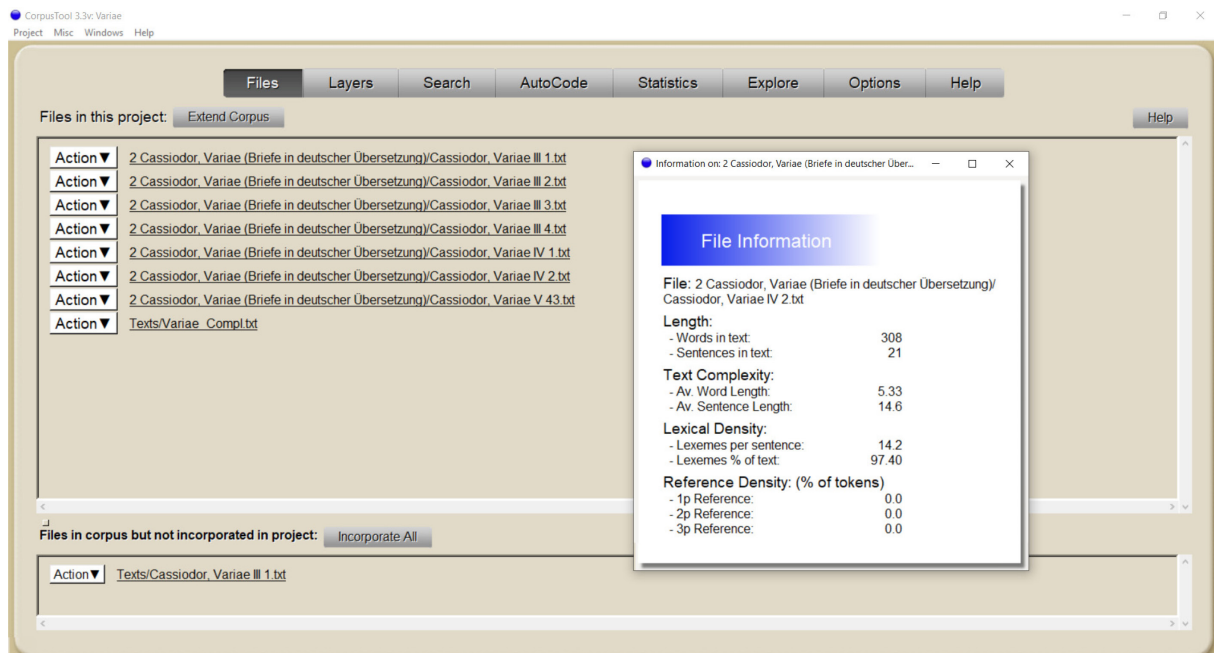 CorpusTool 3.3v: Variae
Project Misc Windows Help
Files Layers Search AutoCode Statistics Explore Options Help
Files in this project: Extend Corpus Help
Action▼ 2 Cassiodor, Variae (Briefe in deutscher Übersetzung)/Cassiodor, Variae III 1.txt
Action▼ 2 Cassiodor, Variae (Briefe in deutscher Übersetzung)/Cassiodor, Variae III 2.txt
Action▼ 2 Cassiodor, Variae (Briefe in deutscher Übersetzung)/Cassiodor, Variae III 3.txt
Action▼ 2 Cassiodor, Variae (Briefe in deutscher Übersetzung)/Cassiodor, Variae III 4.txt
Action▼ 2 Cassiodor, Variae (Briefe in deutscher Übersetzung)/Cassiodor, Variae IV 1.txt
Action▼ 2 Cassiodor, Variae (Briefe in deutscher Übersetzung)/Cassiodor, Variae IV 2.txt
Action▼ 2 Cassiodor, Variae (Briefe in deutscher Übersetzung)/Cassiodor, Variae V 43.txt
Action▼ Texts/Variae_Compl.txt
Files in corpus but not incorporated in project: Incorporate All
Action▼ Texts/Cassiodor, Variae III 1.txt
Information on: 2 Cassiodor, Variae (Briefe in deutscher Über...
File Information
File: 2 Cassiodor, Variae (Briefe in deutscher Übersetzung)/
Cassiodor, Variae IV 2.txt
Length:
- Words in text: 308
- Sentences in text: 21
Text Complexity:
- Av. Word Length: 5.33
- Av. Sentence Length: 14.6
Lexical Density:
- Lexemes per sentence: 14.2
- Lexemes % of text: 97.40
Reference Density: (% of tokens)
- 1p Reference: 0.0
- 2p Reference: 0.0
- 3p Reference: 0.0